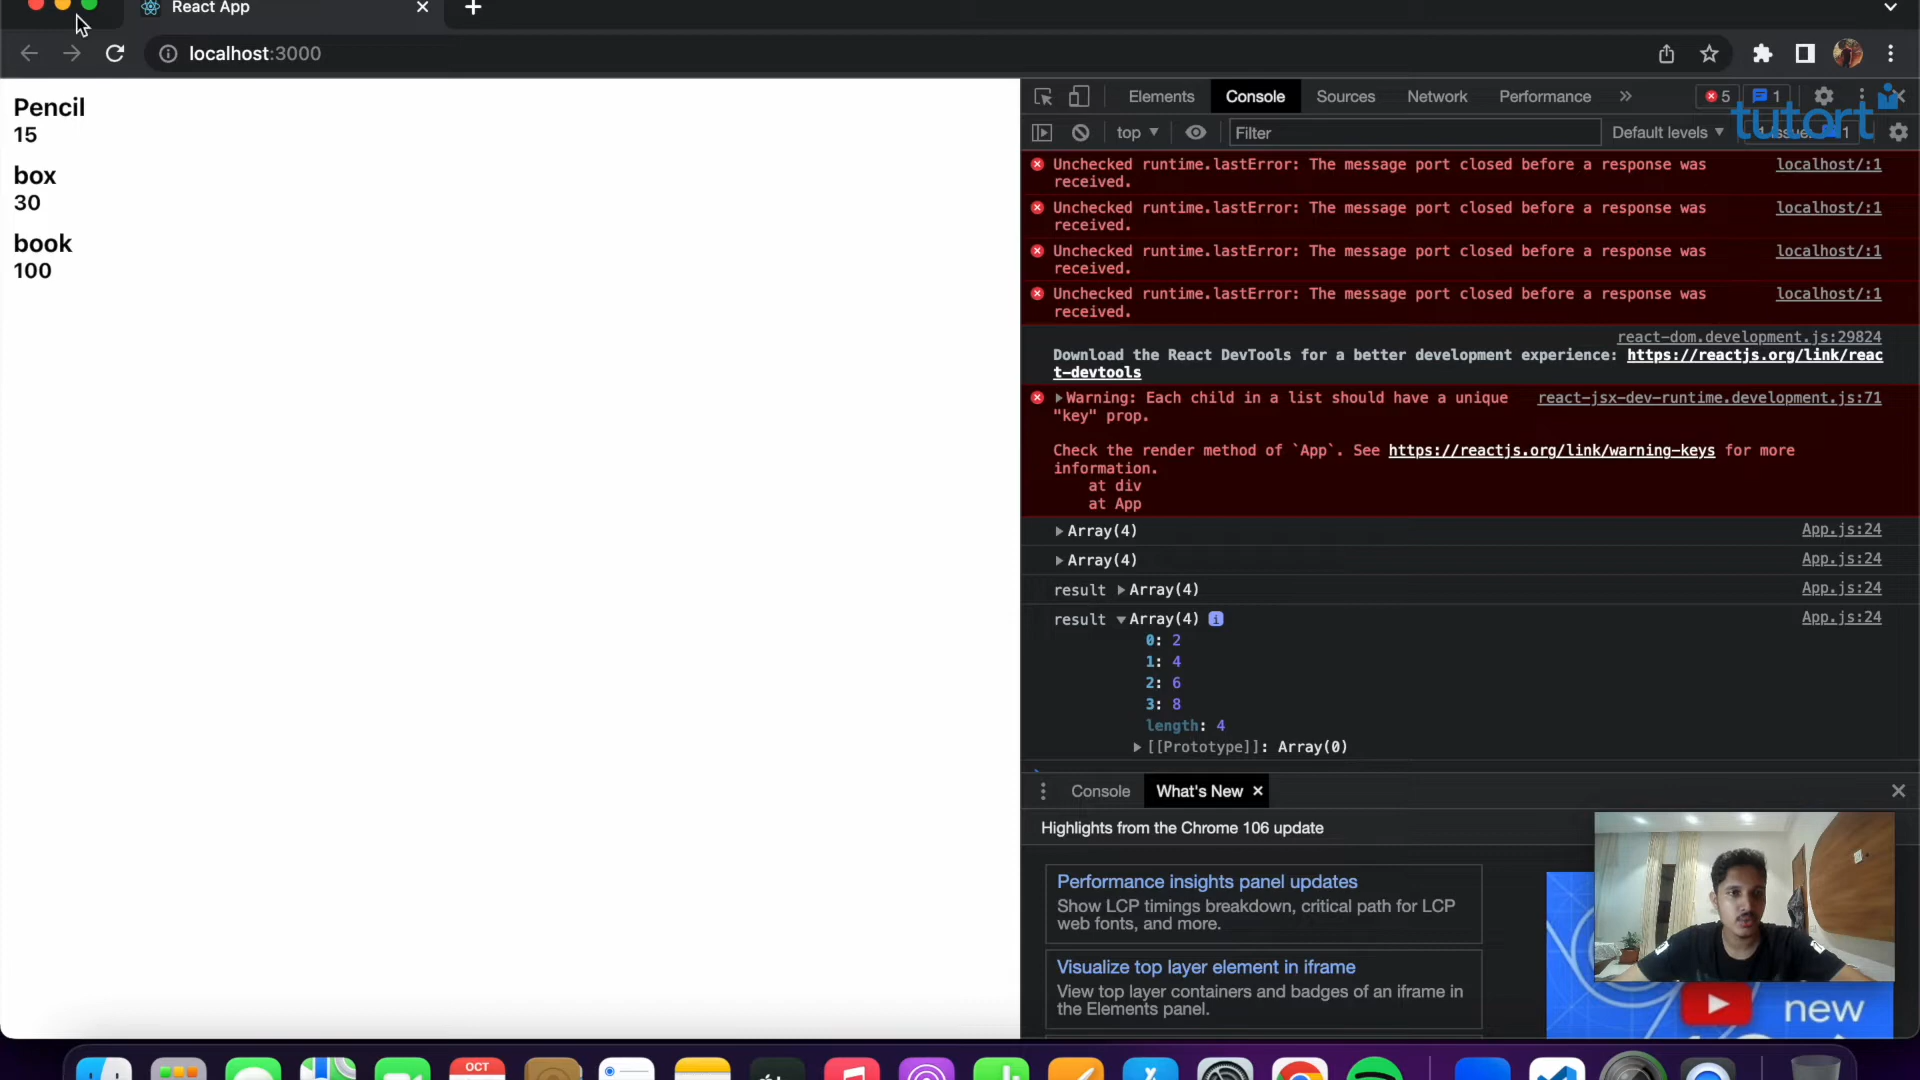 React App
localhost:3000
Pencil
15
box
30
book
100
Elements Console Sources Network Performance
5
1
tutort
top
Filter
Default levels
1
Unchecked runtime.lastError: The message port closed before a response was localhost/:1
received.
Unchecked runtime.lastError: The message port closed before a response was localhost/:1
received.
Unchecked runtime.lastError: The message port closed before a response was localhost/:1
received.
Unchecked runtime.lastError: The message port closed before a response was localhost/:1
received.
react-dom.development.js:29824
Download the React DevTools for a better development experience: https://reactjs.org/link/reac
t-devtools
Warning: Each child in a list should have a unique react-jsx-dev-runtime.development.js:71
"key" prop.
Check the render method of `App`. See https://reactjs.org/link/warning-keys for more
information.
at div
at App
Array(4) App.js:24
Array(4) App.js:24
result Array(4) App.js:24
result Array(4) i App.js:24
0: 2
1: 4
2: 6
3: 8
length: 4
[[Prototype]]: Array(0)
Console What's New
Highlights from the Chrome 106 update
Performance insights panel updates
Show LCP timings breakdown, critical path for LCP
web fonts, and more.
Visualize top layer element in iframe
View top layer containers and badges of an iframe in
the Elements panel.
new
OCT